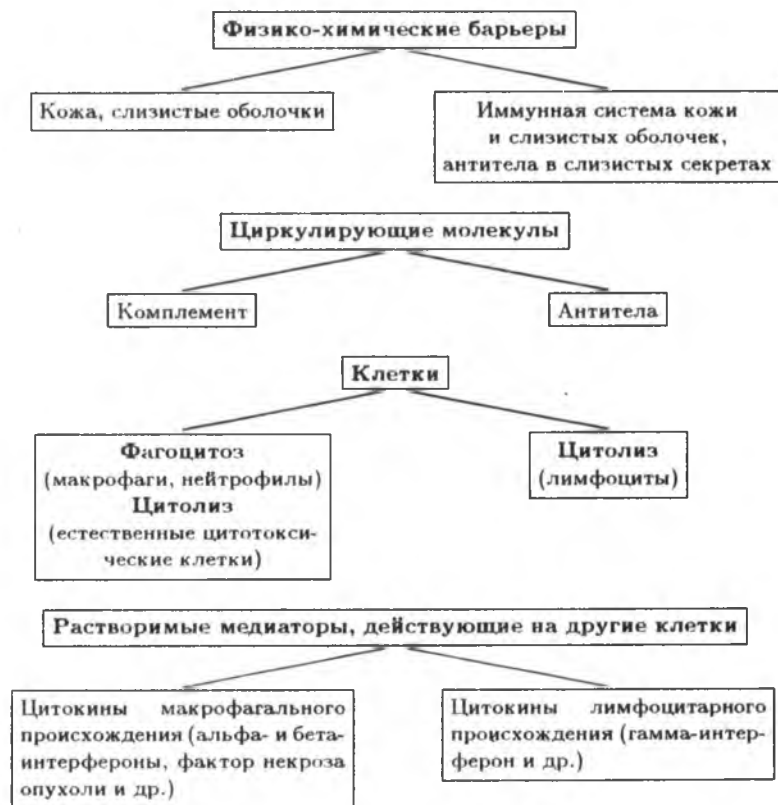 Физико-химические барьеры
Кожа, слизистые оболочки
Иммунная система кожи
и слизистых оболочек,
антитела в слизистых секретах
Циркулирующие молекулы
Комплемент
Антитела
Клетки
Фагоцитоз
(макрофаги, нейтрофилы)
Цитолиз
(естественные цитотокси-
ческие клетки)
Цитолиз
(лимфоциты)
Растворимые медиаторы, действующие на другие клетки
Цитокины макрофагального
происхождения (альфа- и бета-
интерфероны, фактор некроза
опухоли и др.)
Цитокины лимфоцитарного
происхождения (гамма-интер-
ферон и др.)